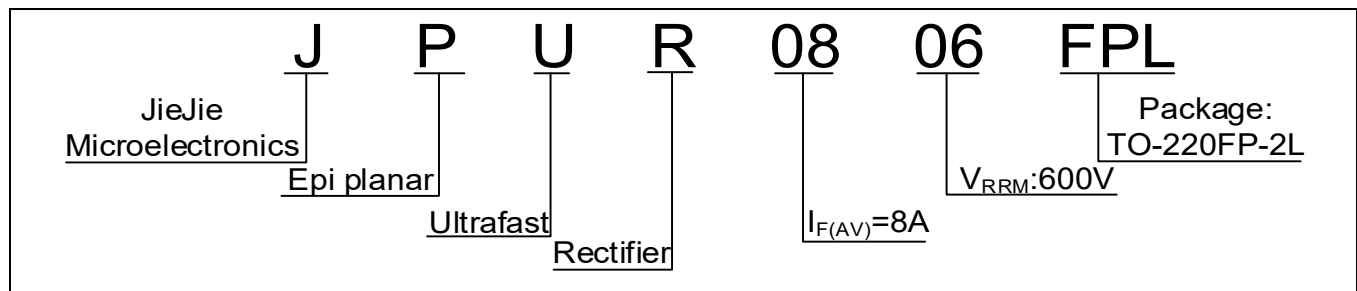 J P U R 08 06 FPL
JieJie
Microelectronics
Package:
TO-220FP-2L
Epi planar
VRRM:600V
Ultrafast
IF(AV)=8A
Rectifier